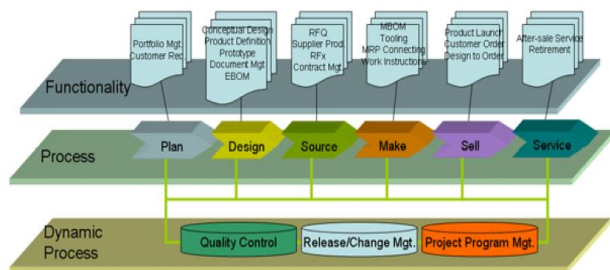 Portfolio Mgt.
Customer Req.
Conceptual Design
Product Definition
Prototype
Document Mgt
EBOM
RFQ
Supplier Prod.
RFx
Contract Mgt.
MBOM
Tooling
MRP Connecting
Work Instructions
Product Launch
Customer Order
Design to Order
After-sale Service
Retirement
Functionality
Process
Plan
Design
Source
Make
Sell
Service
Dynamic
Process
Quality Control
Release/Change Mgt.
Project Program Mgt.